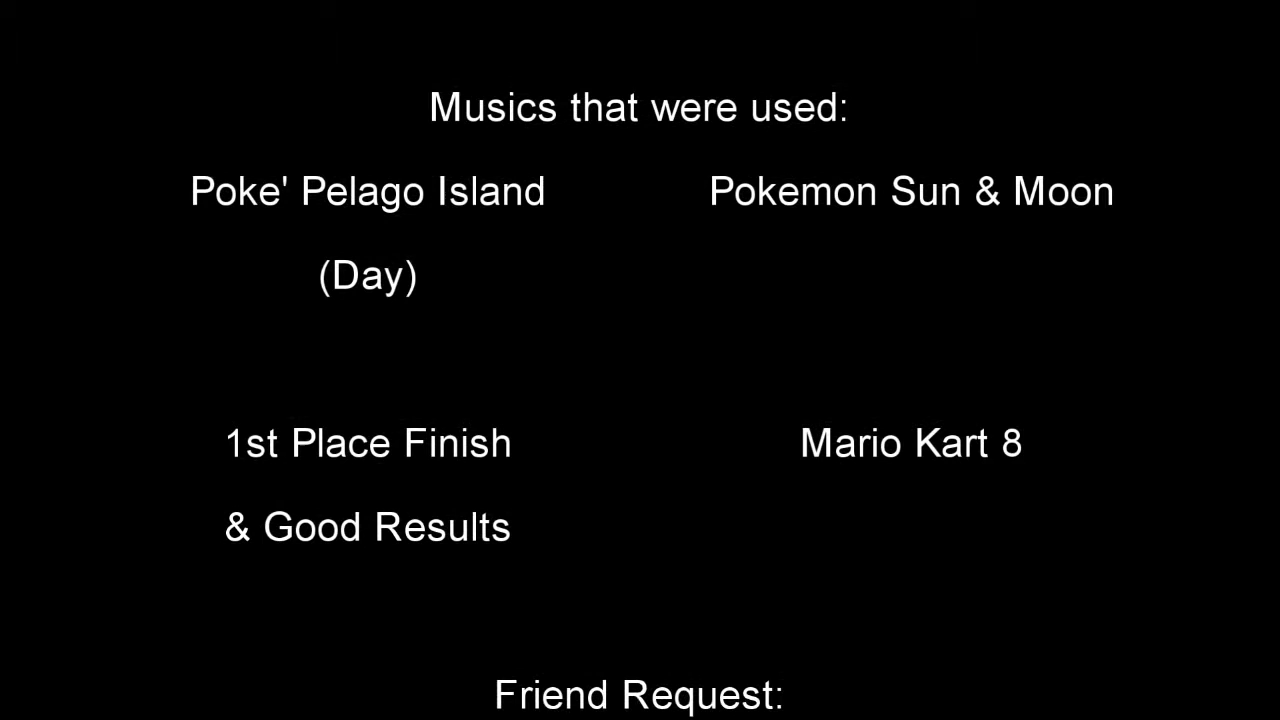 Musics that were used:
Poke' Pelago Island Pokemon Sun & Moon
(Day)
1st Place Finish Mario Kart 8
& Good Results
Friend Request: